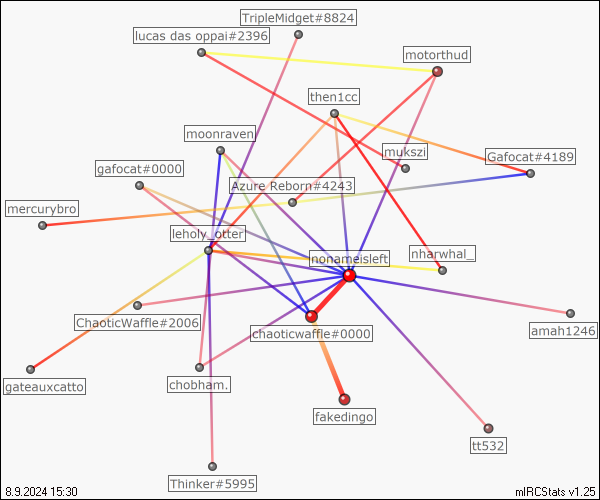 TripleMidget#8824
lucas das oppai#2396
motorthud
then1cc
moonraven
mukszi
Gafocat#4189
gafocat#0000
Azure Reborn#4243
mercurybro
leholy_otter
nharwhal_
nonameisleft
ChaoticWaffle#2006
chaoticwaffle#0000
amah1246
gateauxcatto
chobham.
fakedingo
tt532
Thinker#5995
8.9.2024 15:30
mIRCStats v1.25